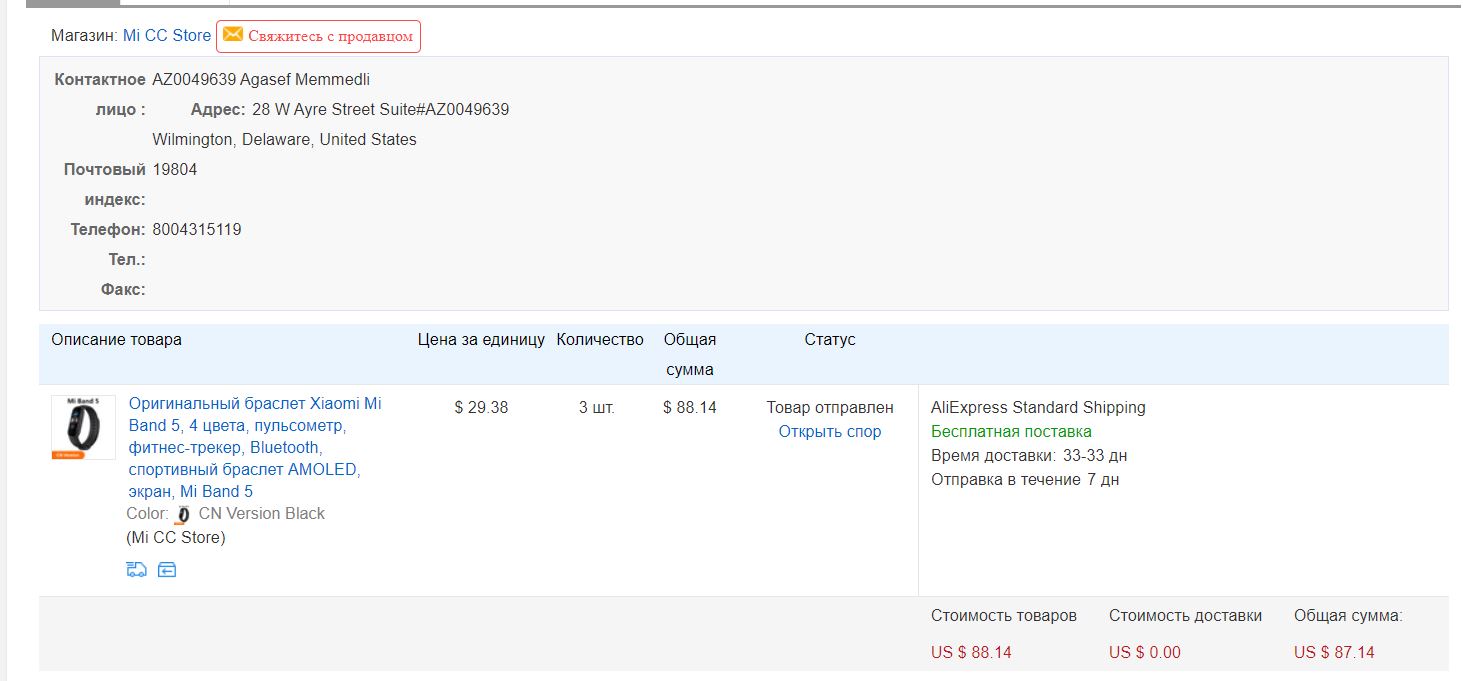 Магазин: Mi CC Store Свяжитесь с продавцом
Контактное лицо : AZ0049639 Agasef Memmedli
Адрес: 28 W Ayre Street Suite#AZ0049639
Wilmington, Delaware, United States
Почтовый индекс: 19804
Телефон: 8004315119
Тел.:
Факс:
Описание товара Цена за единицу Количество Общая сумма Статус
Mi Band 5
CN Version
Оригинальный браслет Xiaomi Mi
Band 5, 4 цвета, пульсометр,
фитнес-трекер, Bluetooth,
спортивный браслет AMOLED,
экран, Mi Band 5
Color: CN Version Black
(Mi CC Store)
$ 29.38 3 шт. $ 88.14 Товар отправлен
Открыть спор
AliExpress Standard Shipping
Бесплатная поставка
Время доставки: 33-33 дн
Отправка в течение 7 дн
Стоимость товаров Стоимость доставки Общая сумма:
US $ 88.14 US $ 0.00 US $ 87.14